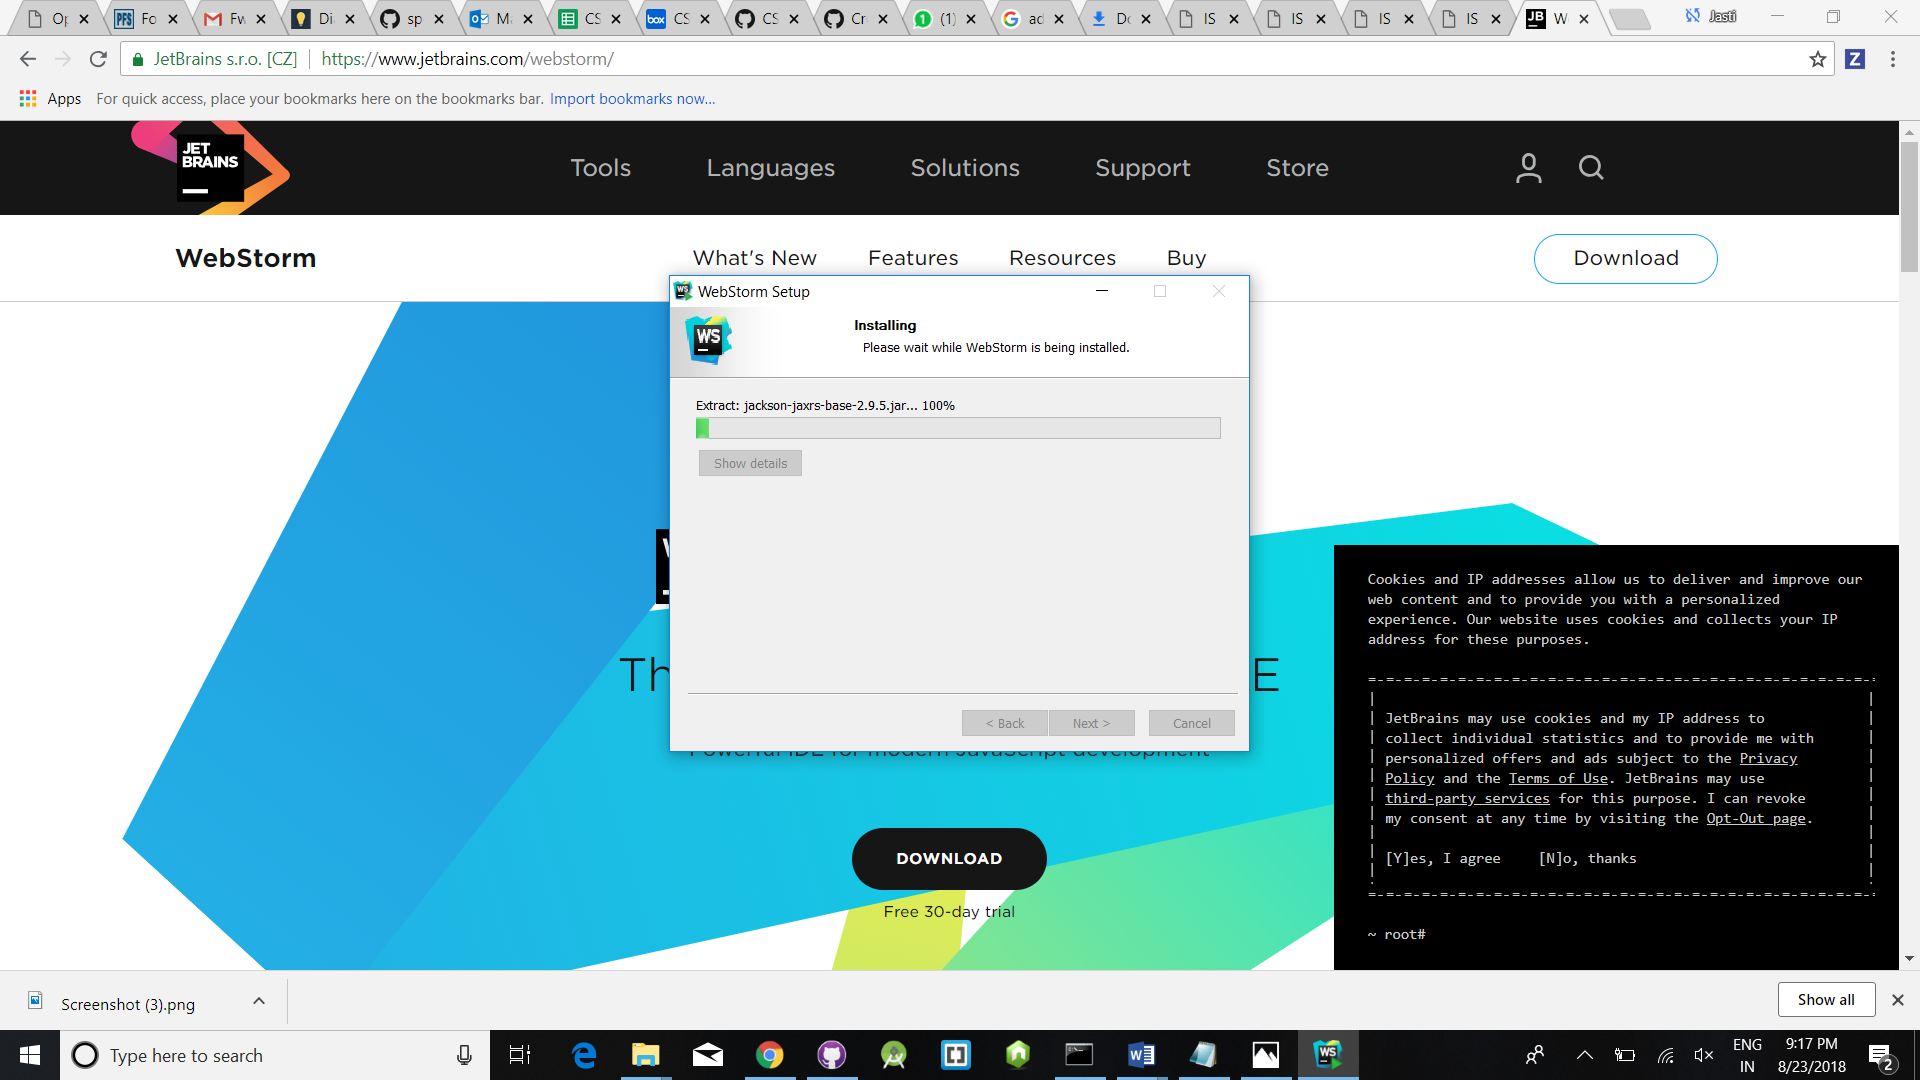 Op
Fo
Fw
Di
sp
Ma
CS
CS
CS
Cr
(1)
ad
Do
IS
IS
IS
IS
W
Jasti
JetBrains s.r.o. [CZ]
https://www.jetbrains.com/webstorm/
Apps
For quick access, place your bookmarks here on the bookmarks bar. Import bookmarks now...
JET
BRAINS
Tools
Languages
Solutions
Support
Store
WebStorm
What's New
Features
Resources
Buy
Download
WebStorm Setup
WS
Installing
Please wait while WebStorm is being installed.
Extract: jackson-jaxrs-base-2.9.5.jar... 100%
Show details
< Back
Next >
Cancel
Th
E
Powerful IDE for modern JavaScript development
DOWNLOAD
Free 30-day trial
Cookies and IP addresses allow us to deliver and improve our
web content and to provide you with a personalized
experience. Our website uses cookies and collects your IP
address for these purposes.
JetBrains may use cookies and my IP address to
collect individual statistics and to provide me with
personalized offers and ads subject to the Privacy
Policy and the Terms of Use. JetBrains may use
third-party services for this purpose. I can revoke
my consent at any time by visiting the Opt-Out page.
[Y]es, I agree [N]o, thanks
~ root#
Screenshot (3).png
Show all
Type here to search
ENG
IN
9:17 PM
8/23/2018
2